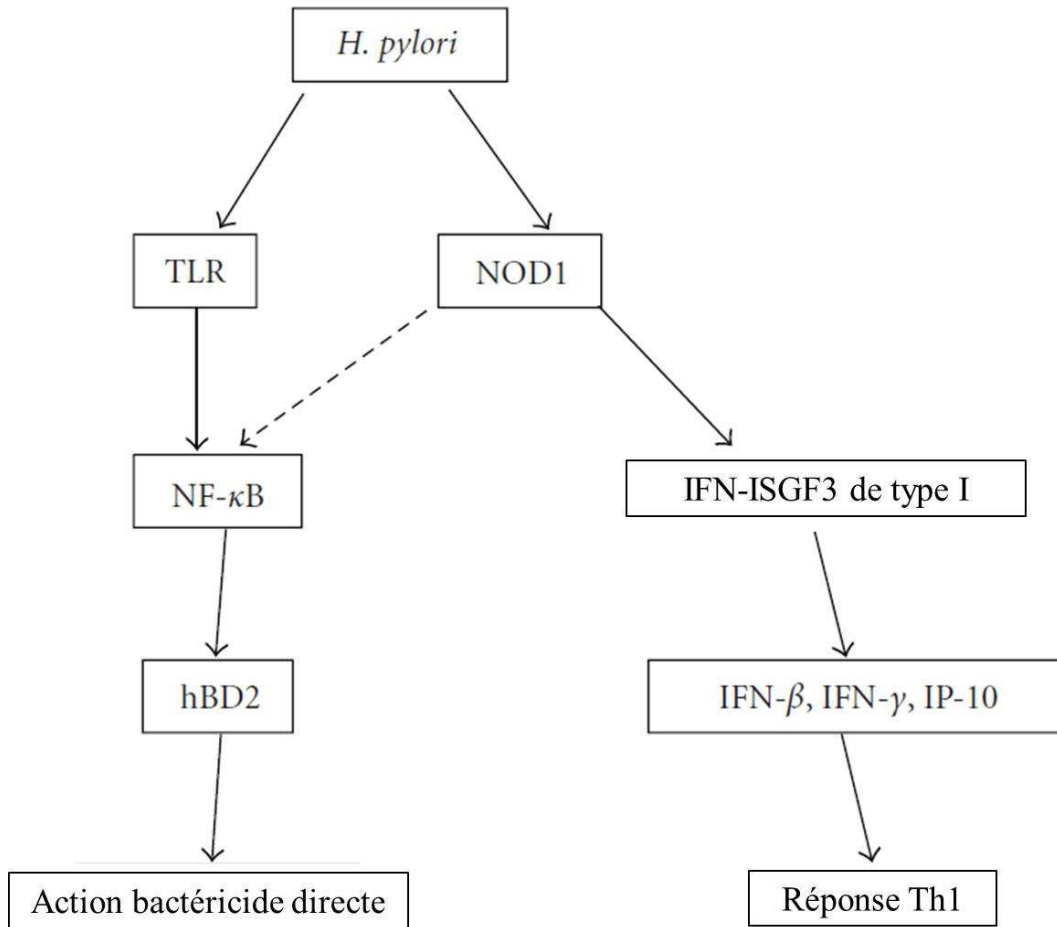 H. pylori
TLR
NOD1
NF-κB
IFN-ISGF3 de type I
hBD2
IFN-β, IFN-γ, IP-10
Action bactéricide directe
Réponse Th1